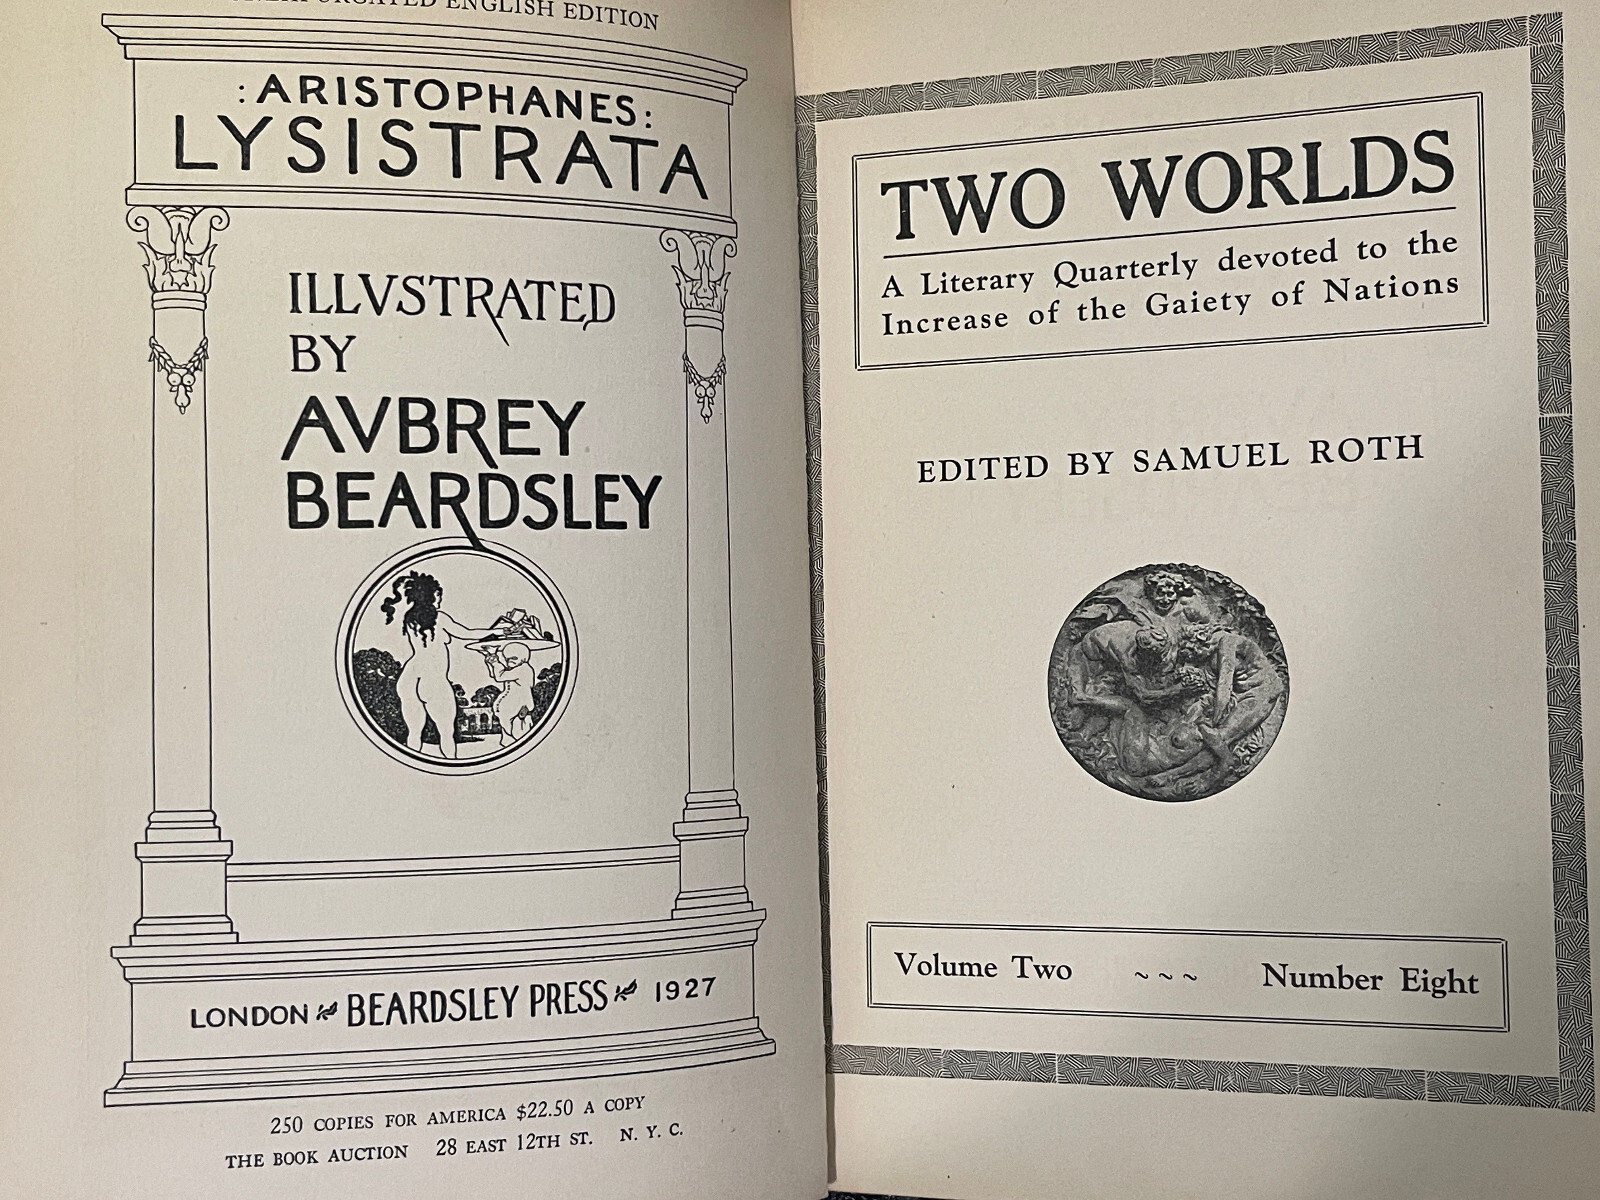 ENGLISH EDITION
:ARISTOPHANES:
LYSISTRATA
ILLVSTRATED
BY
AVBREY
BEARDSLEY
LONDON BEARDSLEY PRESS 1927
250 COPIES FOR AMERICA $22.50 A COPY
THE BOOK AUCTION 28 EAST 12TH ST. N. Y. C.
TWO WORLDS
A Literary Quarterly devoted to the
Increase of the Gaiety of Nations
EDITED BY SAMUEL ROTH
Volume Two ~ ~ ~ Number Eight